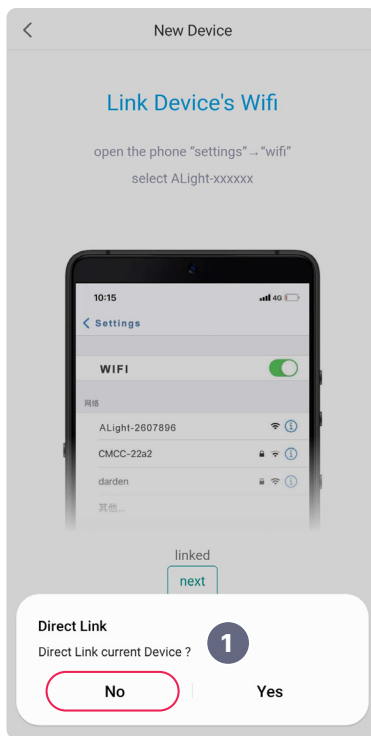 New Device
Link Device's Wifi
open the phone “settings”→“wifi”
select ALight-xxxxxx
10:15
4G
Settings
WIFI
网络
ALight-2607896
CMCC-22a2
darden
其他...
linked
next
Direct Link
Direct Link current Device ?
1
No
Yes